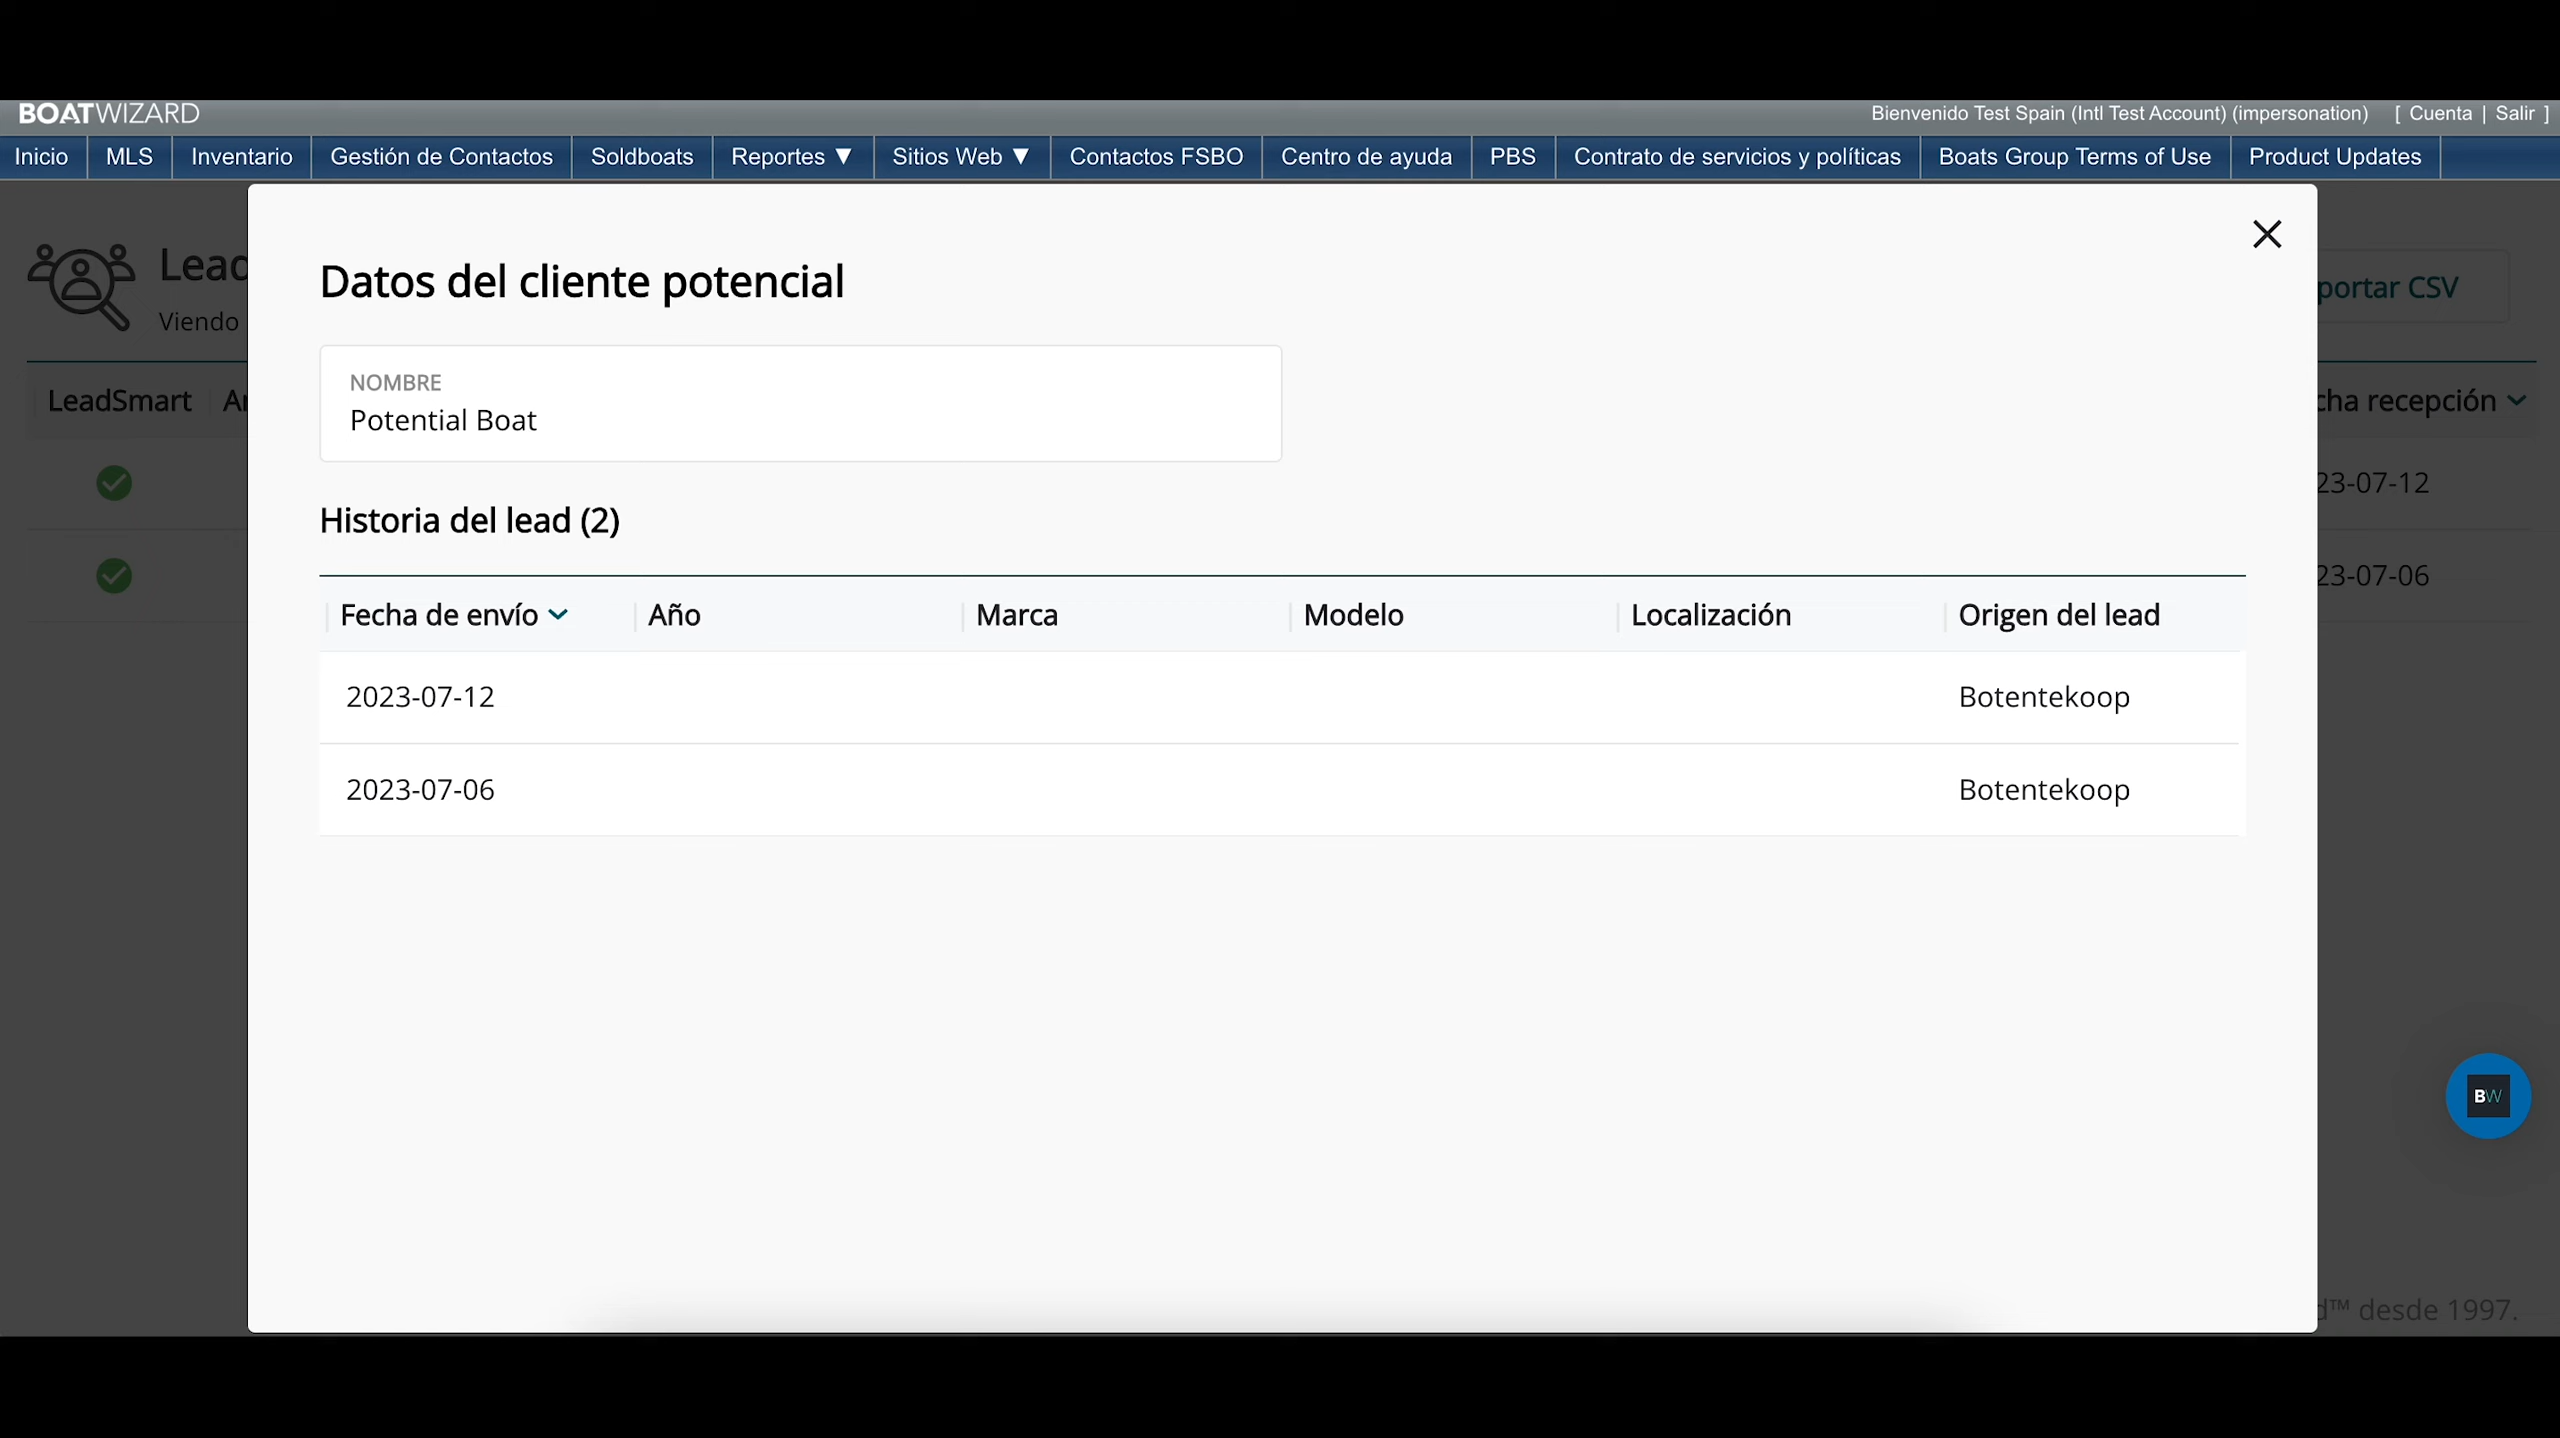 BOATWIZARD
Bienvenido Test Spain (Intl Test Account) (impersonation) [ Cuenta | Salir ]
Inicio MLS Inventario Gestión de Contactos Soldboats Reportes ▼ Sitios Web ▼ Contactos FSBO Centro de ayuda PBS Contrato de servicios y políticas Boats Group Terms of Use Product Updates
Lead
Viendo
portar CSV
LeadSmart
cha recepción
23-07-12
23-07-06
Datos del cliente potencial
NOMBRE
Potential Boat
Historia del lead (2)
Fecha de envío Año Marca Modelo Localización Origen del lead
2023-07-12 Botentekoop
2023-07-06 Botentekoop
BW
d™ desde 1997.